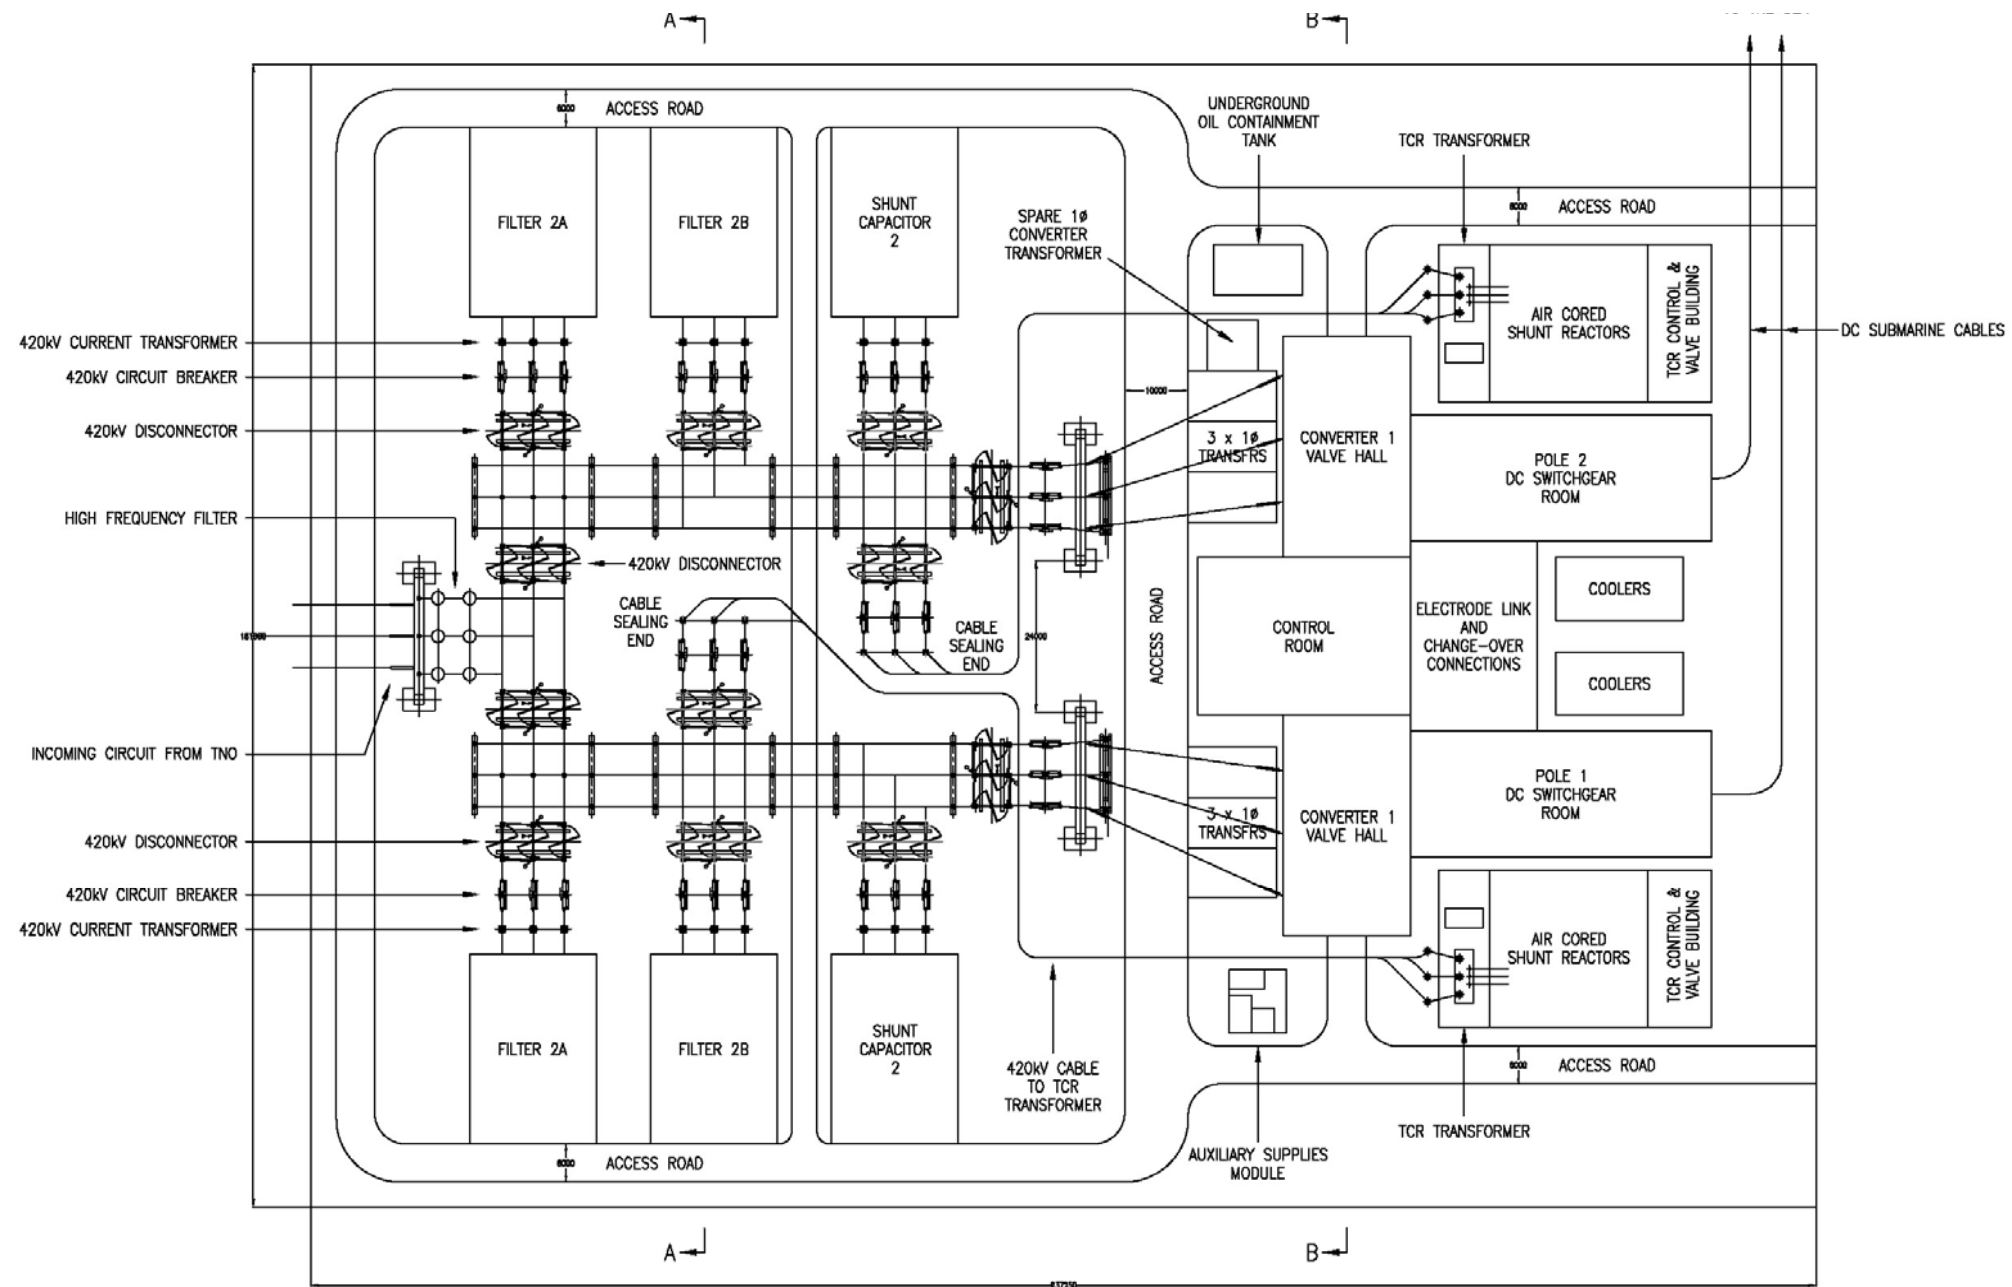 A
B
6000
ACCESS ROAD
UNDERGROUND
OIL CONTAINMENT
TANK
TCR TRANSFORMER
FILTER 2A
FILTER 2B
SHUNT
CAPACITOR
2
SPARE 1ø
CONVERTER
TRANSFORMER
6000
ACCESS ROAD
AIR CORED
SHUNT REACTORS
TCR CONTROL &
VALVE BUILDING
DC SUBMARINE CABLES
420kV CURRENT TRANSFORMER
420kV CIRCUIT BREAKER
420kV DISCONNECTOR
10000
3 x 1ø
TRANSFRS
CONVERTER 1
VALVE HALL
POLE 2
DC SWITCHGEAR
ROOM
HIGH FREQUENCY FILTER
420kV DISCONNECTOR
CABLE
SEALING
END
CABLE
SEALING
END
24000
ACCESS ROAD
CONTROL
ROOM
ELECTRODE LINK
AND
CHANGE-OVER
CONNECTIONS
COOLERS
COOLERS
INCOMING CIRCUIT FROM TNO
3 x 1ø
TRANSFRS
CONVERTER 1
VALVE HALL
POLE 1
DC SWITCHGEAR
ROOM
420kV DISCONNECTOR
420kV CIRCUIT BREAKER
420kV CURRENT TRANSFORMER
AIR CORED
SHUNT REACTORS
TCR CONTROL &
VALVE BUILDING
FILTER 2A
FILTER 2B
SHUNT
CAPACITOR
2
420kV CABLE
TO TCR
TRANSFORMER
6000
ACCESS ROAD
6000
ACCESS ROAD
AUXILIARY SUPPLIES
MODULE
TCR TRANSFORMER
A
B